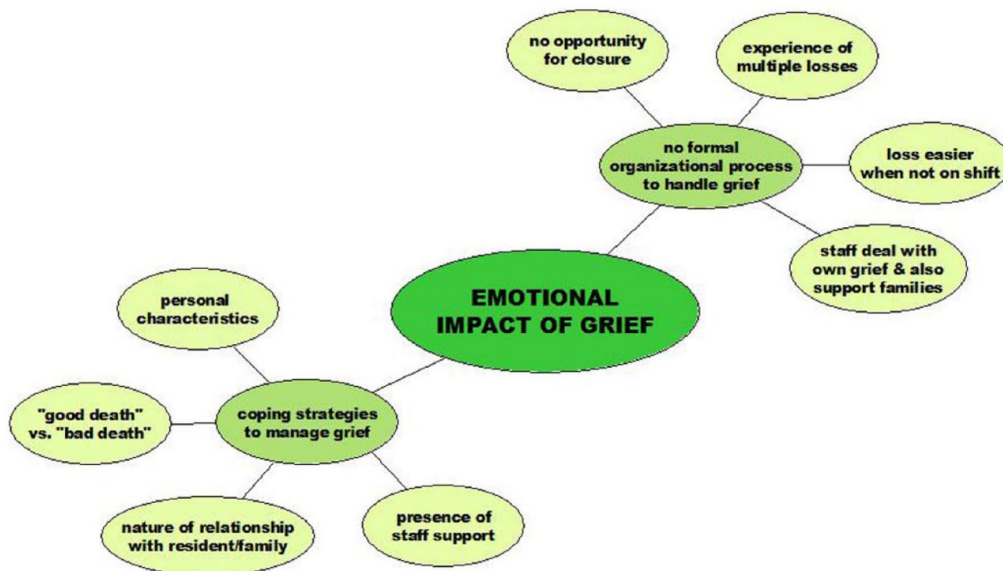 no opportunity
for closure
experience of
multiple losses
no formal
organizational process
to handle grief
loss easier
when not on shift
staff deal with
own grief & also
support families
EMOTIONAL
IMPACT OF GRIEF
personal
characteristics
"good death"
vs. "bad death"
coping strategies
to manage grief
nature of relationship
with resident/family
presence of
staff support